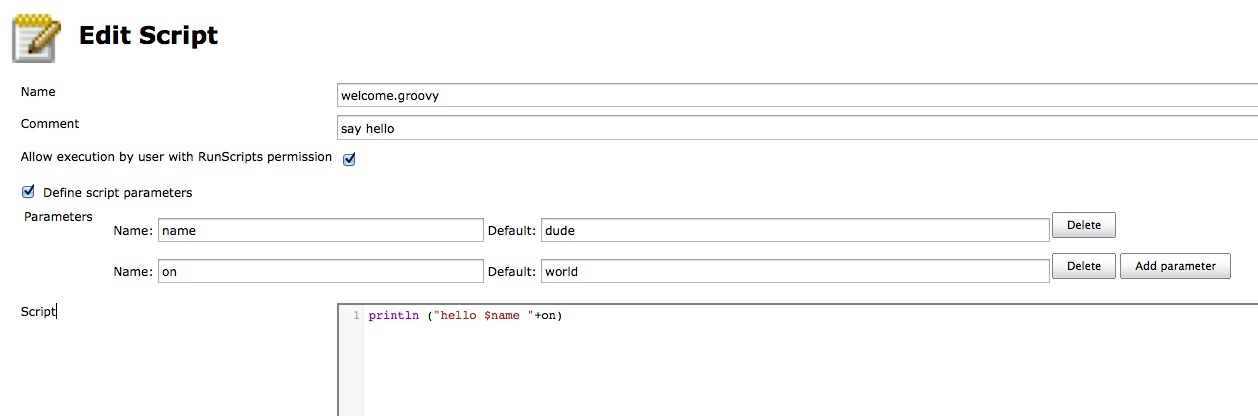 Edit Script
Name
welcome.groovy
Comment
say hello
Allow execution by user with RunScripts permission
Define script parameters
Parameters
Name: name Default: dude Delete
Name: on Default: world Delete Add parameter
Script
1 println ("hello $name "+on)